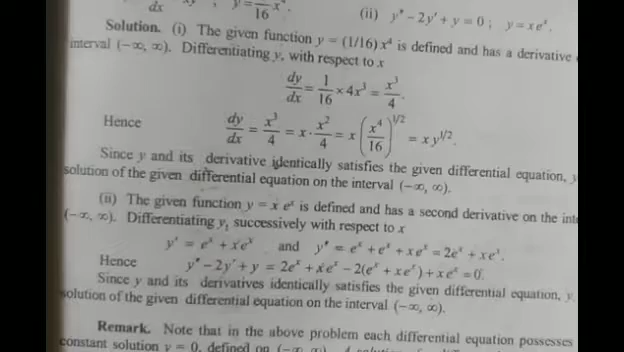 dx y = 16 x⁴. (ii) y" – 2y' + y = 0 ; y = x eˣ.
Solution. (i) The given function y = (1/16) x⁴ is defined and has a derivative
interval (–∞, ∞). Differentiating y, with respect to x
dy/dx = 1/16 × 4x³ = x³/4.
Hence dy/dx = x³/4 = x · x²/4 = x (x⁴/16)^1/2 = x y^1/2.
Since y and its derivative identically satisfies the given differential equation, y
solution of the given differential equation on the interval (–∞, ∞).
(ii) The given function y = x eˣ is defined and has a second derivative on the inte
(–∞, ∞). Differentiating y, successively with respect to x
y' = eˣ + xeˣ and y" = eˣ + eˣ + xeˣ = 2eˣ + xeˣ.
Hence y" – 2y' + y = 2eˣ + xeˣ – 2(eˣ + xeˣ) + xeˣ = 0.
Since y and its derivatives identically satisfies the given differential equation, y
solution of the given differential equation on the interval (–∞, ∞).
Remark. Note that in the above problem each differential equation possesses
constant solution y = 0, defined on